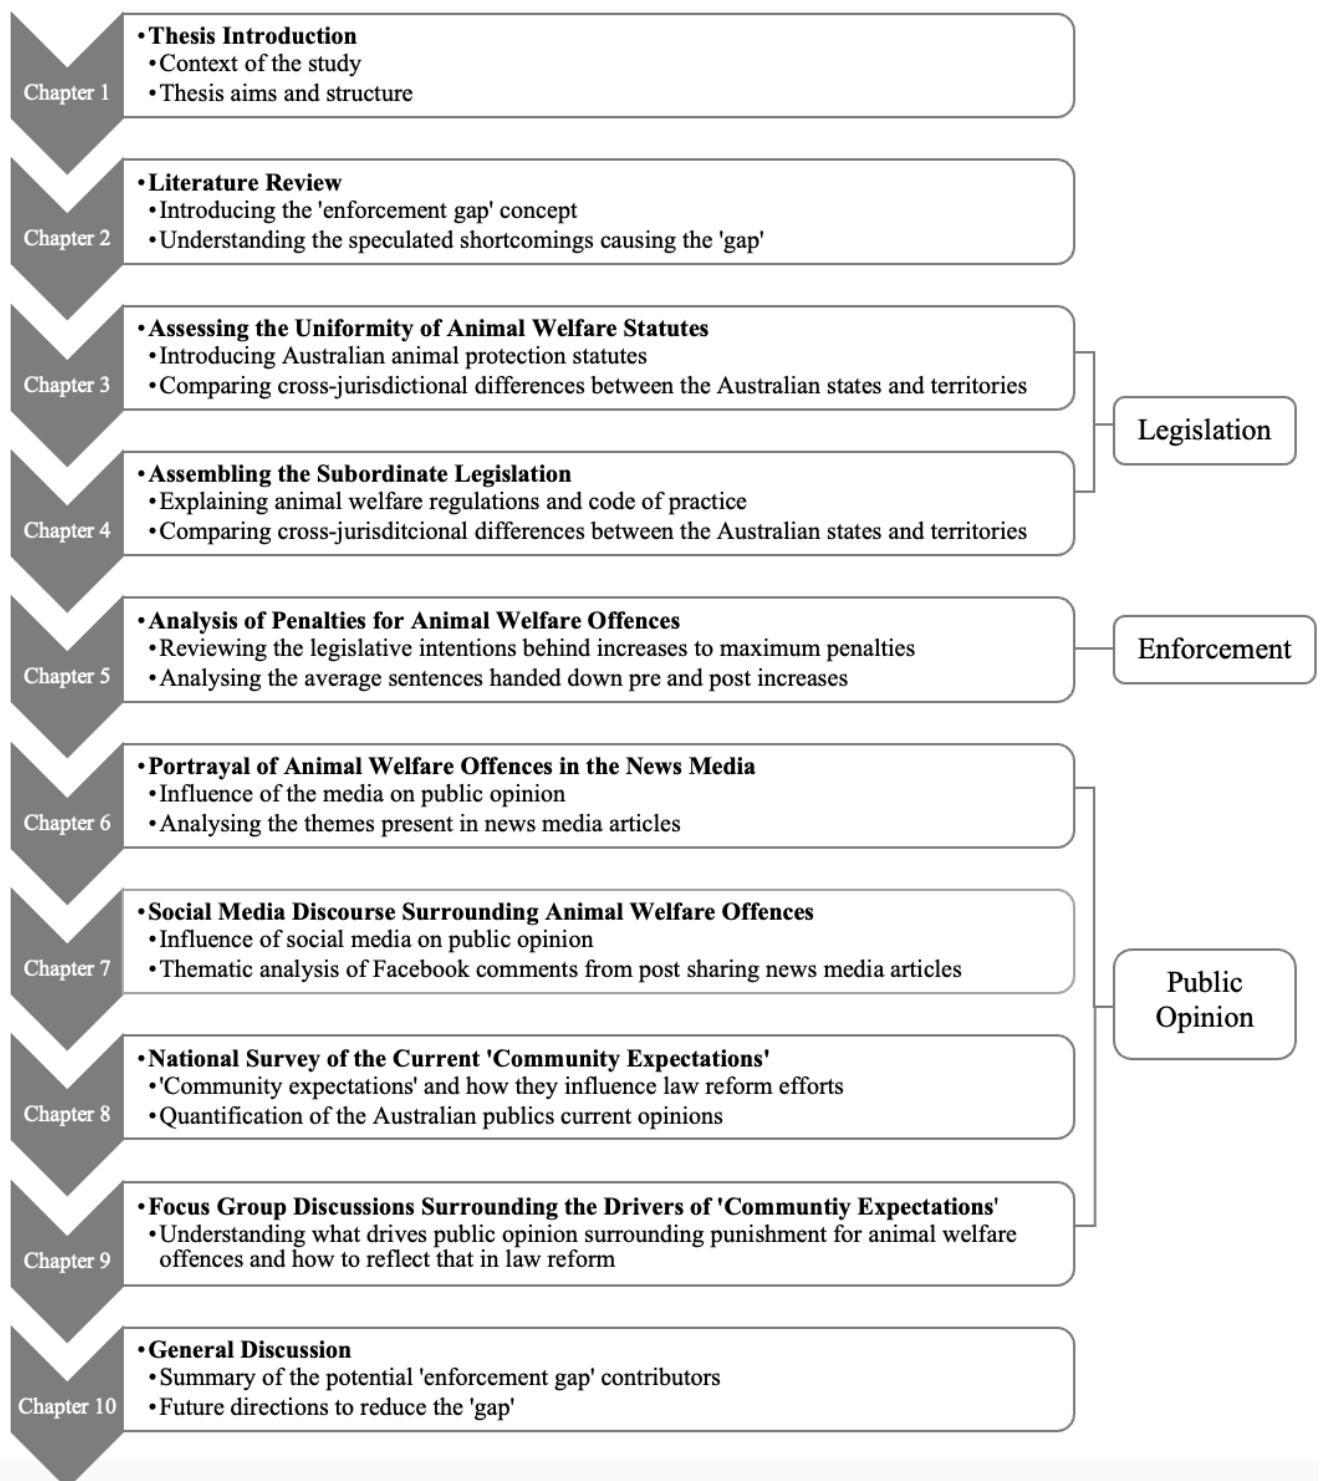 Chapter 1
•Thesis Introduction
•Context of the study
•Thesis aims and structure
Chapter 2
•Literature Review
•Introducing the 'enforcement gap' concept
•Understanding the speculated shortcomings causing the 'gap'
Chapter 3
•Assessing the Uniformity of Animal Welfare Statutes
•Introducing Australian animal protection statutes
•Comparing cross-jurisdictional differences between the Australian states and territories
Chapter 4
•Assembling the Subordinate Legislation
•Explaining animal welfare regulations and code of practice
•Comparing cross-jurisditcional differences between the Australian states and territories
Legislation
Chapter 5
•Analysis of Penalties for Animal Welfare Offences
•Reviewing the legislative intentions behind increases to maximum penalties
•Analysing the average sentences handed down pre and post increases
Enforcement
Chapter 6
•Portrayal of Animal Welfare Offences in the News Media
•Influence of the media on public opinion
•Analysing the themes present in news media articles
Chapter 7
•Social Media Discourse Surrounding Animal Welfare Offences
•Influence of social media on public opinion
•Thematic analysis of Facebook comments from post sharing news media articles
Chapter 8
•National Survey of the Current 'Community Expectations'
•'Community expectations' and how they influence law reform efforts
•Quantification of the Australian publics current opinions
Chapter 9
•Focus Group Discussions Surrounding the Drivers of 'Communtiy Expectations'
•Understanding what drives public opinion surrounding punishment for animal welfare
offences and how to reflect that in law reform
Public
Opinion
Chapter 10
•General Discussion
•Summary of the potential 'enforcement gap' contributors
•Future directions to reduce the 'gap'